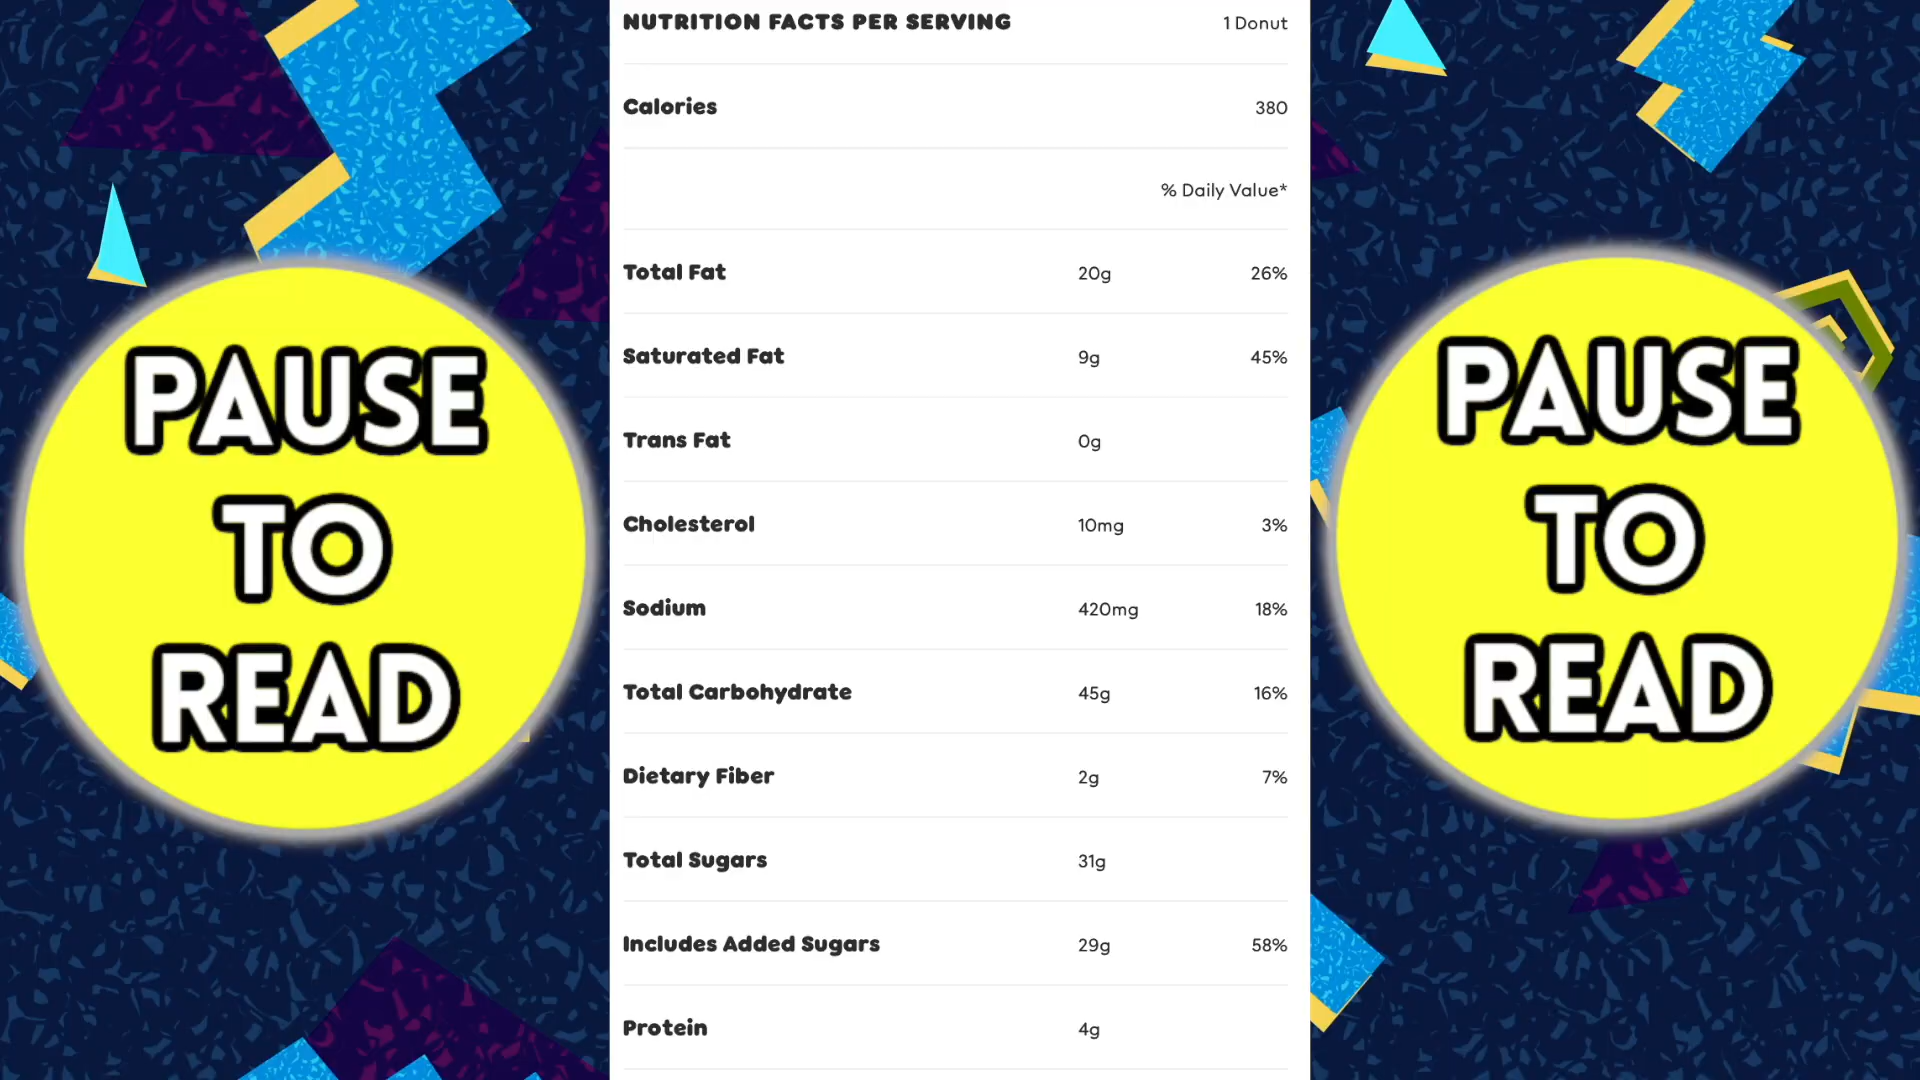 PAUSE
TO
READ
NUTRITION FACTS PER SERVING 1 Donut
Calories 380
% Daily Value*
Total Fat 20g 26%
Saturated Fat 9g 45%
Trans Fat 0g
Cholesterol 10mg 3%
Sodium 420mg 18%
Total Carbohydrate 45g 16%
Dietary Fiber 2g 7%
Total Sugars 31g
Includes Added Sugars 29g 58%
Protein 4g
PAUSE
TO
READ